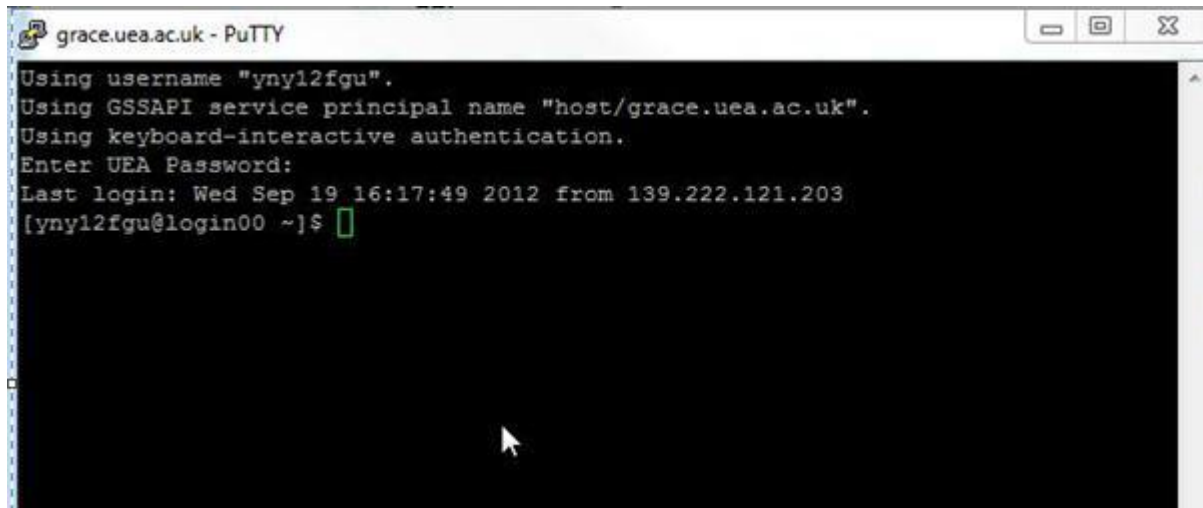 grace.uea.ac.uk - PuTTY
Using username "yny12fgu".
Using GSSAPI service principal name "host/grace.uea.ac.uk".
Using keyboard-interactive authentication.
Enter UEA Password:
Last login: Wed Sep 19 16:17:49 2012 from 139.222.121.203
[yny12fgu@login00 ~]$